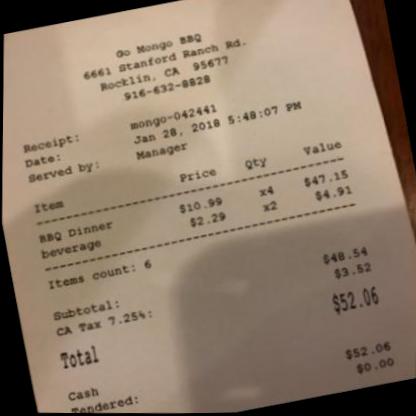 Go Mongo BBQ
6661 Stanford Ranch Rd.
Rocklin, CA 95677
916-632-8828
Receipt: mongo-042441
Date: Jan 28, 2018 5:48:07 PM
Served by: Manager
Item Price Qty Value
BBQ Dinner $10.99 x4 $47.15
beverage $2.29 x2 $4.91
Items count: 6
Subtotal: $48.54
CA Tax 7.25%: $3.52
Total $52.06
Cash $52.06
Tendered: $0.00